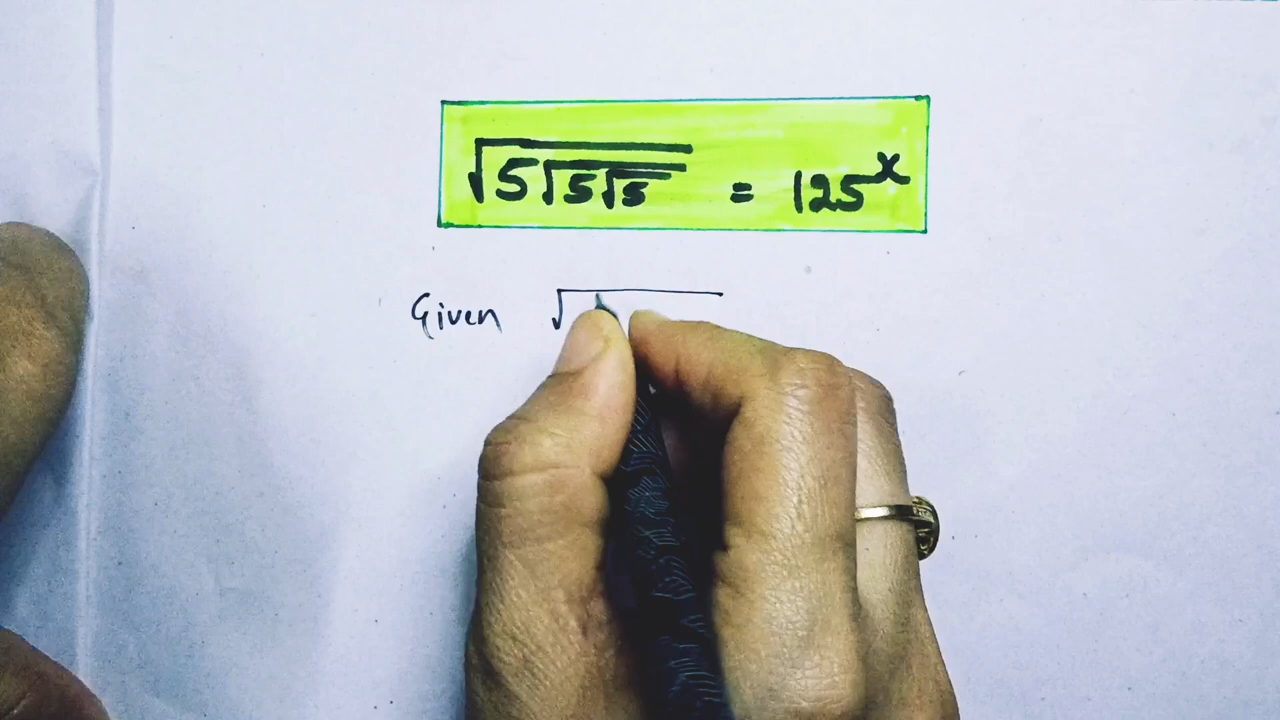 √(5√(5√5)) = 125^x
Given √